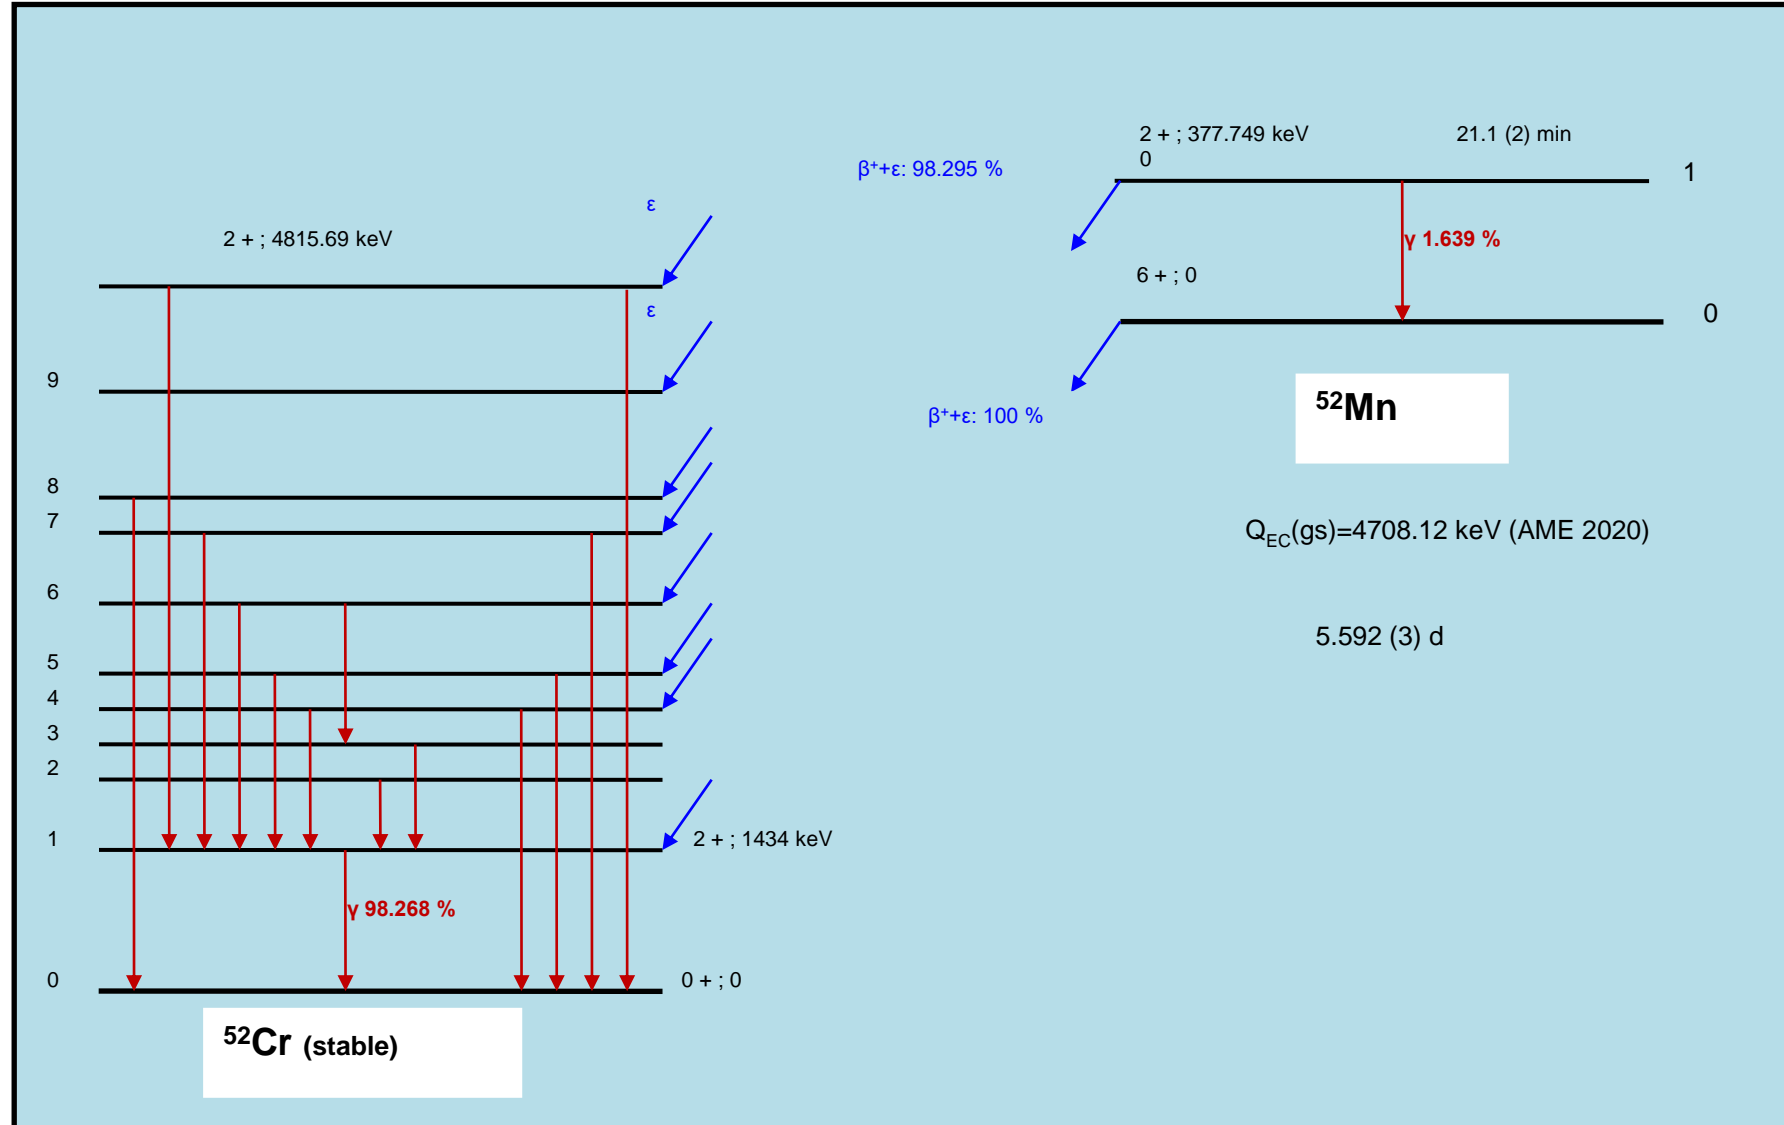 2 + ; 377.749 keV
0
21.1 (2) min
1
β⁺+ε: 98.295 %
ε
2 + ; 4815.69 keV
γ 1.639 %
6 + ; 0
0
ε
9
⁵²Mn
β⁺+ε: 100 %
8
7
Q_EC(gs)=4708.12 keV (AME 2020)
6
5.592 (3) d
5
4
3
2
1
2 + ; 1434 keV
γ 98.268 %
0
0 + ; 0
⁵²Cr (stable)